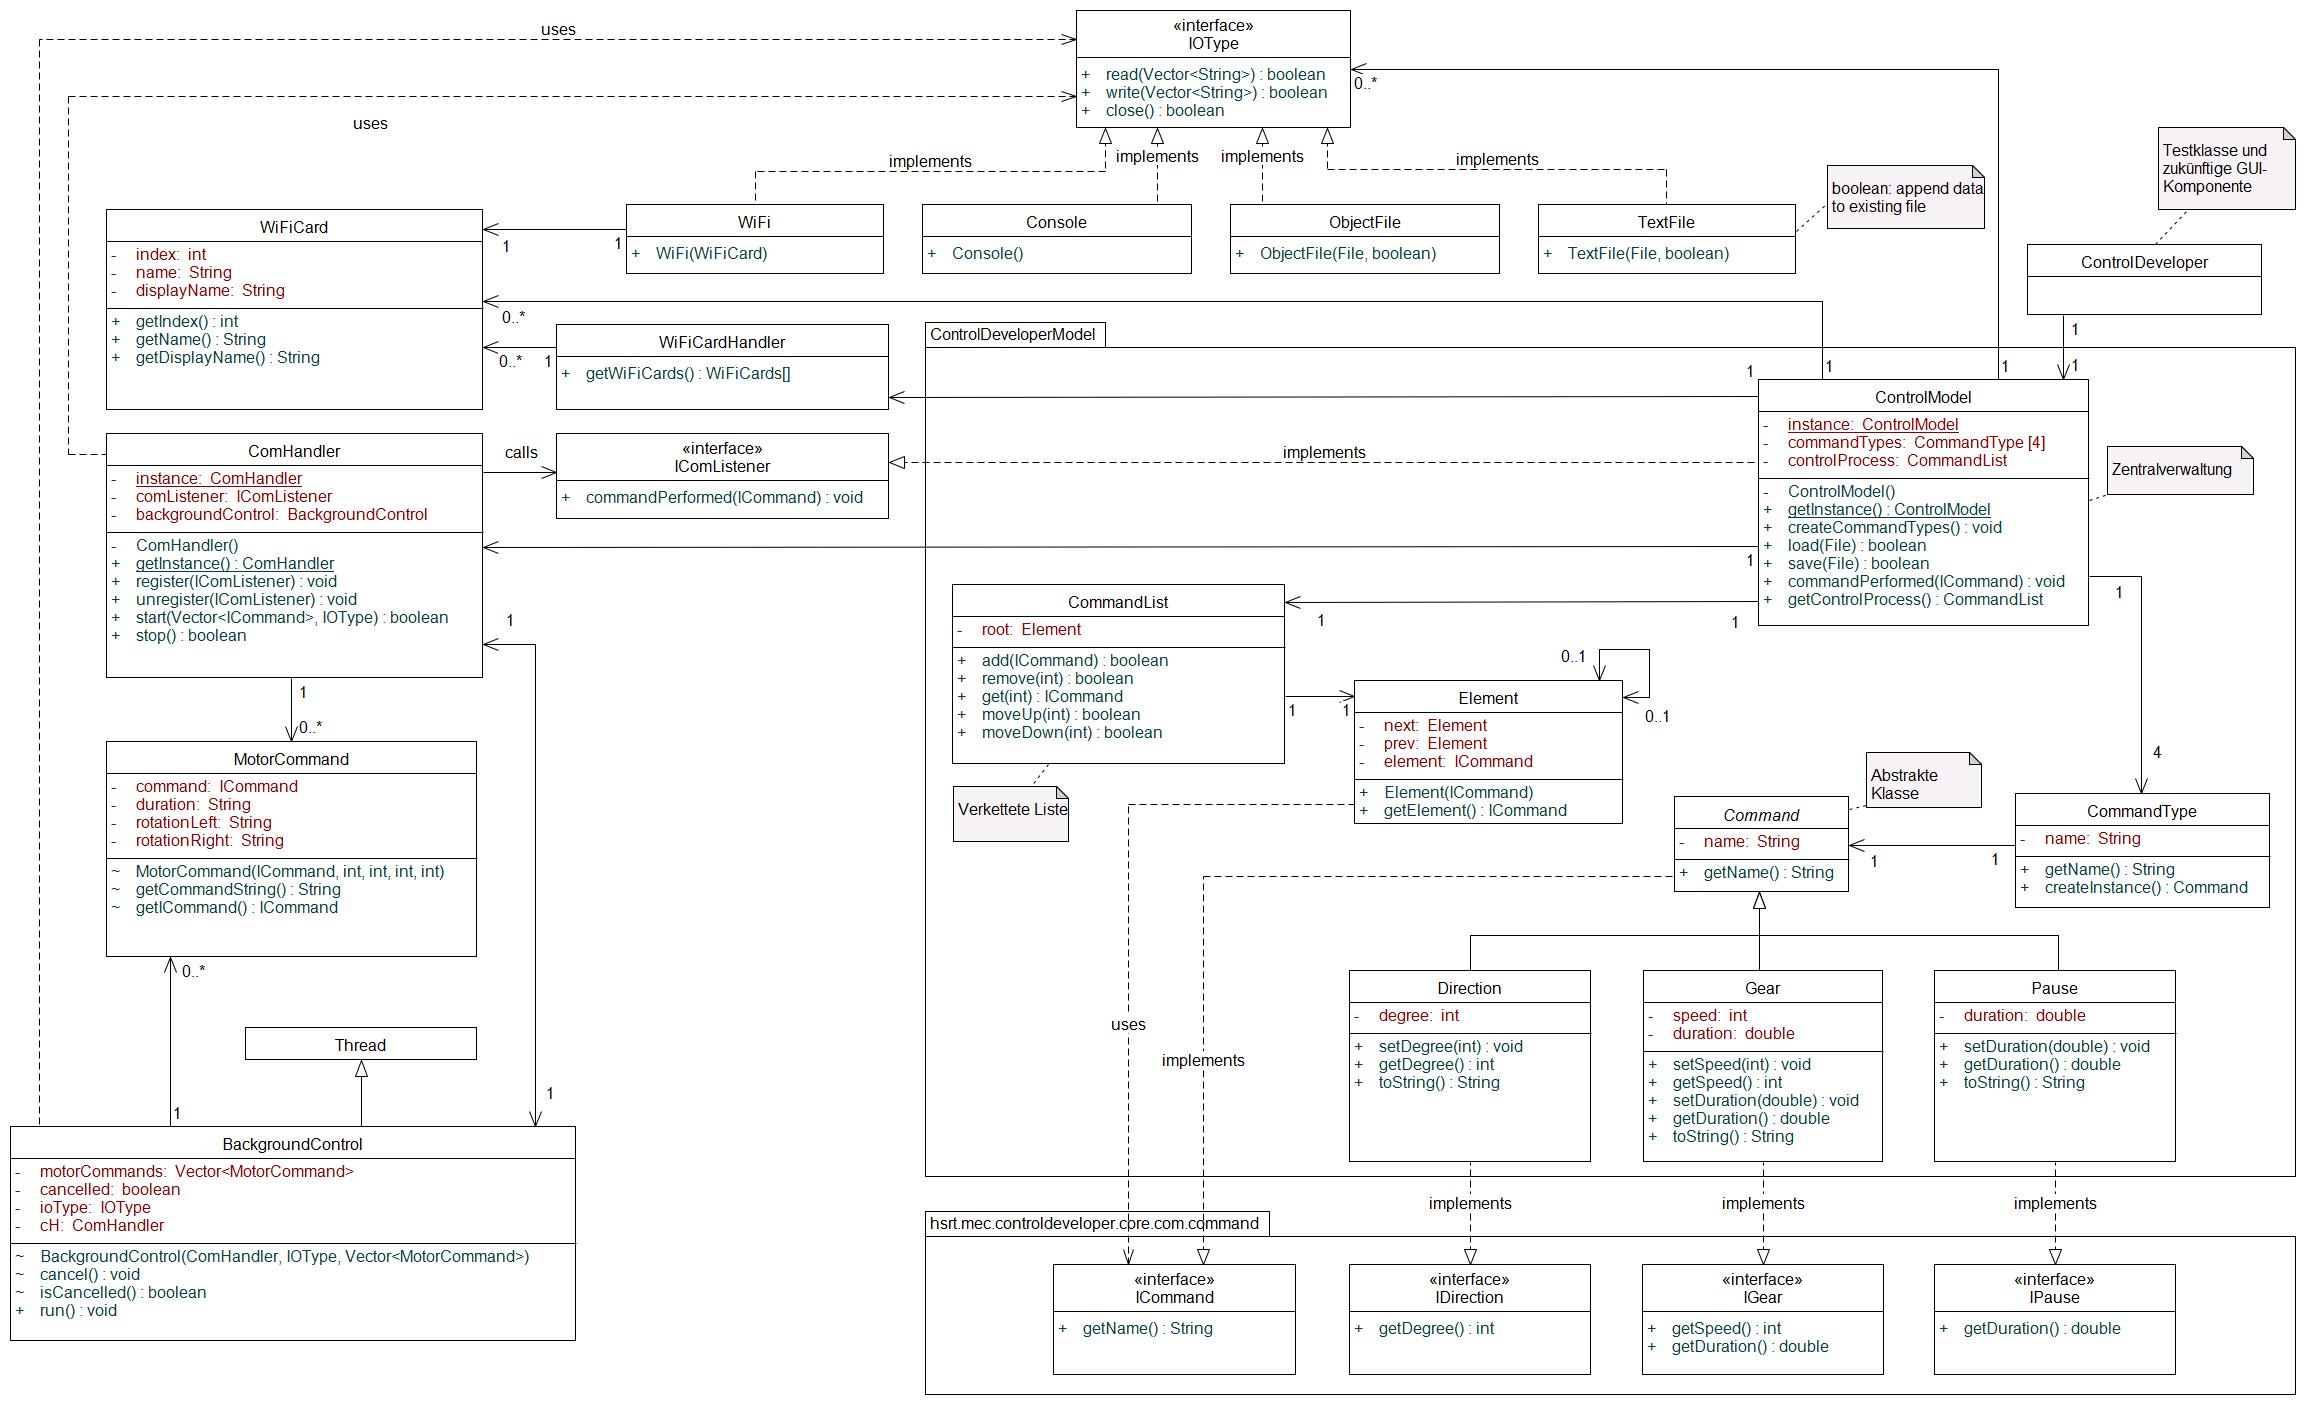 uses
«interface»
IOType
+ read(Vector<String>) : boolean
+ write(Vector<String>) : boolean
+ close() : boolean
0..*
uses
implements
implements
implements
implements
boolean: append data
to existing file
Testklasse und
zukünftige GUI-
Komponente
WiFiCard
- index: int
- name: String
- displayName: String
+ getIndex() : int
+ getName() : String
+ getDisplayName() : String
1
1
0..*
0..*
1
WiFi
+ WiFi(WiFiCard)
Console
+ Console()
ObjectFile
+ ObjectFile(File, boolean)
TextFile
+ TextFile(File, boolean)
ControlDeveloper
1
1
WiFiCardHandler
+ getWiFiCards() : WiFiCards[]
ControlDeveloperModel
1
1
1
ControlModel
- instance: ControlModel
- commandTypes: CommandType [4]
- controlProcess: CommandList
- ControlModel()
+ getInstance() : ControlModel
+ createCommandTypes() : void
+ load(File) : boolean
+ save(File) : boolean
+ commandPerformed(ICommand) : void
+ getControlProcess() : CommandList
Zentralverwaltung
ComHandler
- instance: ComHandler
- comListener: IComListener
- backgroundControl: BackgroundControl
- ComHandler()
+ getInstance() : ComHandler
+ register(IComListener) : void
+ unregister(IComListener) : void
+ start(Vector<ICommand>, IOType) : boolean
+ stop() : boolean
calls
«interface»
IComListener
+ commandPerformed(ICommand) : void
implements
1
1
1
1
1
4
CommandList
- root: Element
+ add(ICommand) : boolean
+ remove(int) : boolean
+ get(int) : ICommand
+ moveUp(int) : boolean
+ moveDown(int) : boolean
Verkettete Liste
1
1
0..1
0..1
Element
- next: Element
- prev: Element
- element: ICommand
+ Element(ICommand)
+ getElement() : ICommand
1
0..*
MotorCommand
- command: ICommand
- duration: String
- rotationLeft: String
- rotationRight: String
~ MotorCommand(ICommand, int, int, int, int)
~ getCommandString() : String
~ getICommand() : ICommand
0..*
1
1
Thread
Abstrakte
Klasse
Command
- name: String
+ getName() : String
1
1
CommandType
- name: String
+ getName() : String
+ createInstance() : Command
uses
implements
Direction
- degree: int
+ setDegree(int) : void
+ getDegree() : int
+ toString() : String
Gear
- speed: int
- duration: double
+ setSpeed(int) : void
+ getSpeed() : int
+ setDuration(double) : void
+ getDuration() : double
+ toString() : String
Pause
- duration: double
+ setDuration(double) : void
+ getDuration() : double
+ toString() : String
BackgroundControl
- motorCommands: Vector<MotorCommand>
- cancelled: boolean
- ioType: IOType
- cH: ComHandler
~ BackgroundControl(ComHandler, IOType, Vector<MotorCommand>)
~ cancel() : void
~ isCancelled() : boolean
+ run() : void
implements
implements
implements
hsrt.mec.controldeveloper.core.com.command
«interface»
ICommand
+ getName() : String
«interface»
IDirection
+ getDegree() : int
«interface»
IGear
+ getSpeed() : int
+ getDuration() : double
«interface»
IPause
+ getDuration() : double